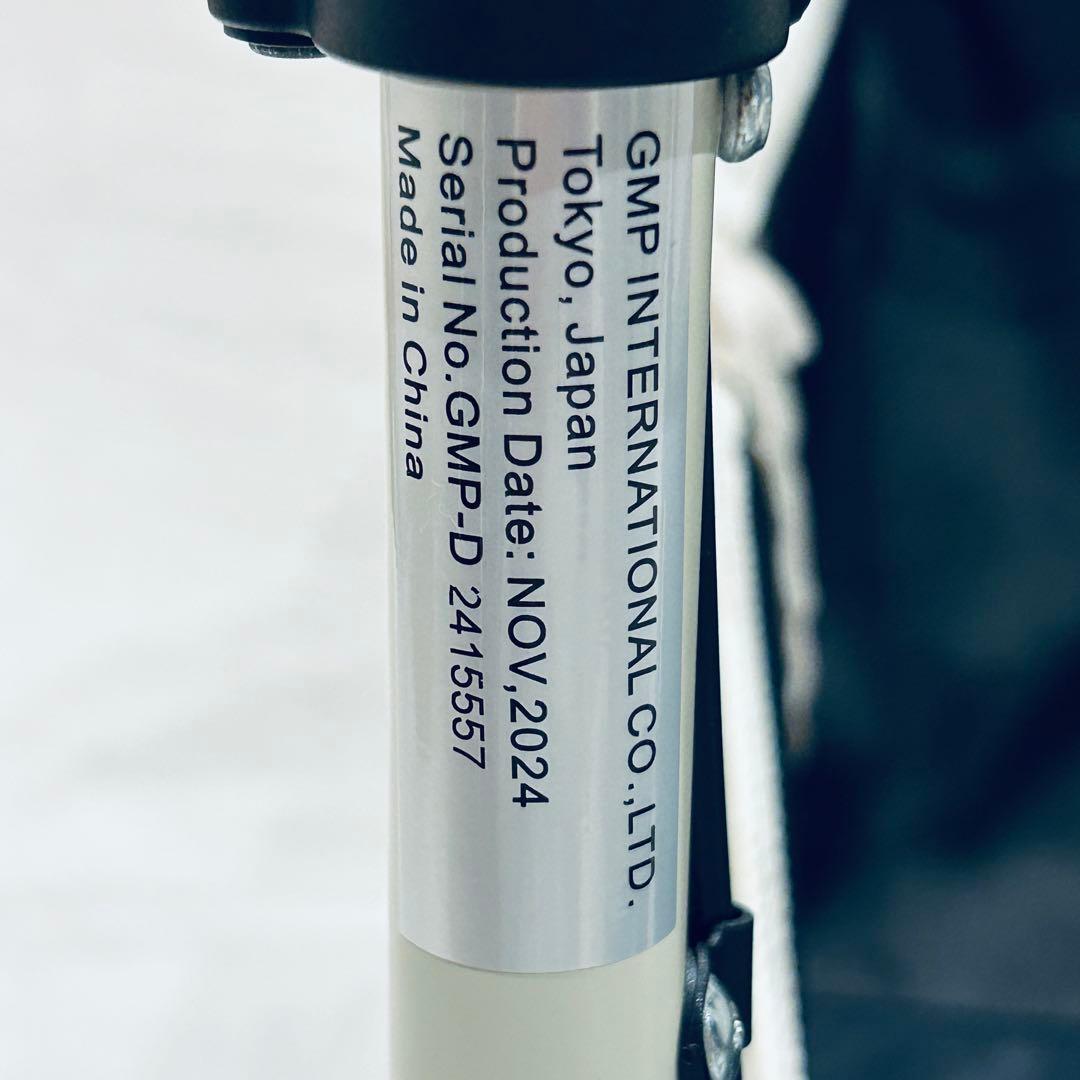 GMP INTERNATIONAL CO.,LTD.
Tokyo, Japan
Production Date: NOV,2024
Serial No.GMP-D 2415557
Made in China